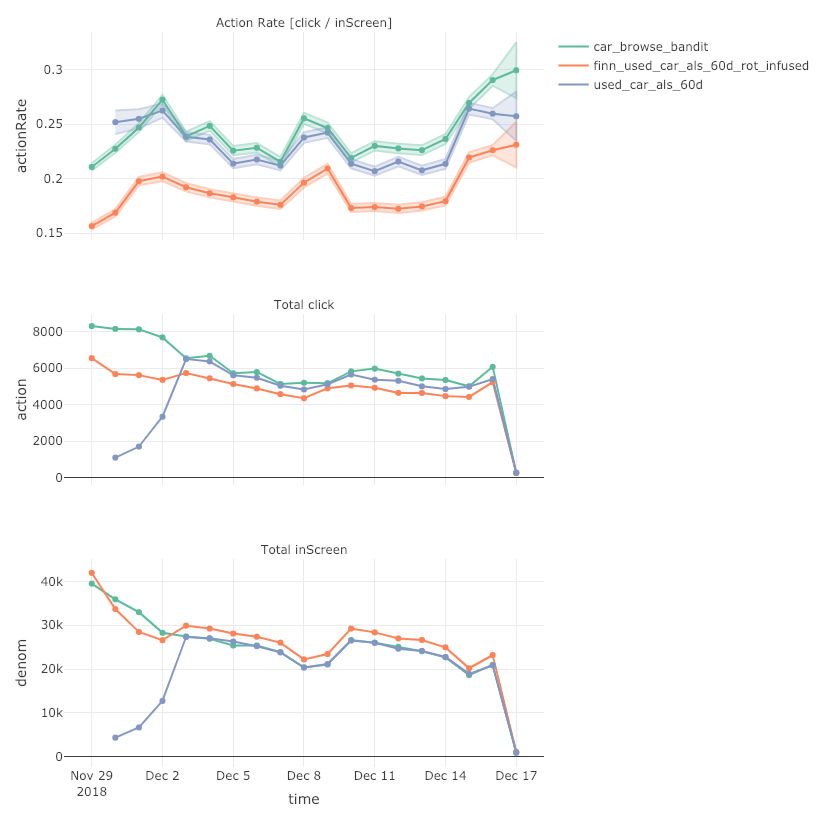 Action Rate [click / inScreen]
car_browse_bandit
finn_used_car_als_60d_rot_infused
used_car_als_60d
actionRate
0.3
0.25
0.2
0.15
Total click
action
8000
6000
4000
2000
0
Total inScreen
denom
40k
30k
20k
10k
0
Nov 29 Dec 2 Dec 5 Dec 8 Dec 11 Dec 14 Dec 17
2018
time